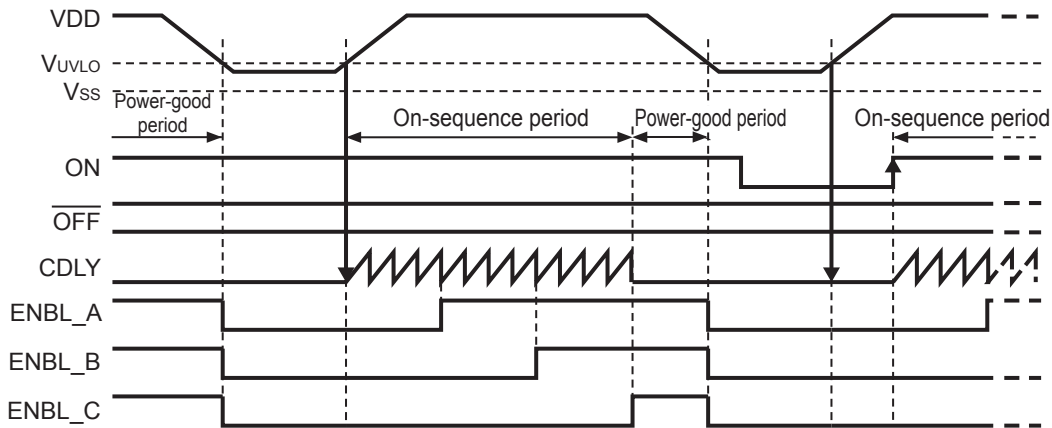 VDD
VUVLO
VSS
Power-good
period
On-sequence period
Power-good period
On-sequence period
ON
OFF
CDLY
ENBL_A
ENBL_B
ENBL_C